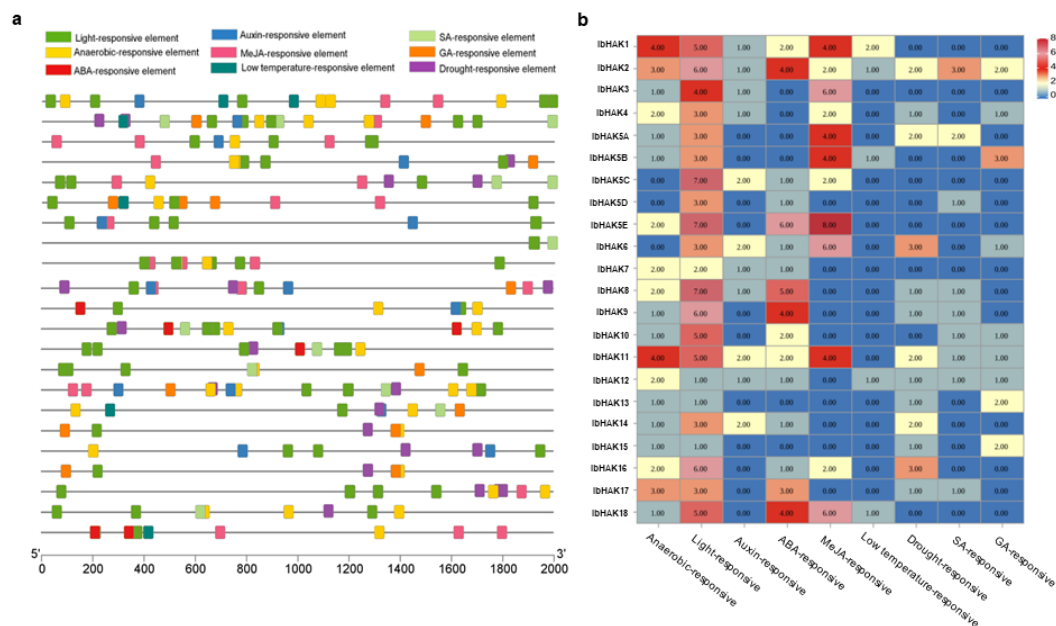 a
Light-responsive element
Auxin-responsive element
SA-responsive element
Anaerobic-responsive element
MeJA-responsive element
GA-responsive element
ABA-responsive element
Low temperature-responsive element
Drought-responsive element
5'
3'
0 200 400 600 800 1000 1200 1400 1600 1800 2000
b
IbHAK1 4.00 5.00 1.00 2.00 4.00 2.00 0.00 0.00 0.00
IbHAK2 3.00 6.00 1.00 4.00 2.00 1.00 2.00 3.00 2.00
IbHAK3 0.00 4.00 1.00 0.00 6.00 0.00 0.00 0.00 0.00
IbHAK4 2.00 3.00 1.00 0.00 2.00 0.00 1.00 0.00 1.00
IbHAK5A 1.00 3.00 0.00 0.00 4.00 0.00 2.00 2.00 0.00
IbHAK5B 1.00 3.00 0.00 0.00 4.00 1.00 0.00 0.00 3.00
IbHAK5C 0.00 7.00 2.00 1.00 2.00 0.00 0.00 0.00 0.00
IbHAK5D 0.00 3.00 0.00 1.00 0.00 0.00 0.00 1.00 0.00
IbHAK5E 2.00 7.00 0.00 6.00 8.00 0.00 0.00 0.00 0.00
IbHAK6 0.00 3.00 2.00 1.00 6.00 0.00 3.00 0.00 1.00
IbHAK7 2.00 2.00 1.00 1.00 0.00 0.00 0.00 0.00 0.00
IbHAK8 2.00 7.00 1.00 5.00 0.00 0.00 1.00 1.00 0.00
IbHAK9 1.00 6.00 0.00 4.00 0.00 0.00 1.00 1.00 0.00
IbHAK10 1.00 5.00 0.00 2.00 0.00 0.00 0.00 1.00 1.00
IbHAK11 4.00 5.00 2.00 2.00 4.00 0.00 2.00 1.00 1.00
IbHAK12 2.00 1.00 1.00 1.00 0.00 1.00 1.00 1.00 1.00
IbHAK13 1.00 1.00 0.00 0.00 0.00 0.00 1.00 0.00 2.00
IbHAK14 1.00 3.00 2.00 1.00 0.00 0.00 2.00 0.00 0.00
IbHAK15 1.00 1.00 0.00 0.00 0.00 0.00 1.00 0.00 2.00
IbHAK16 2.00 6.00 0.00 1.00 2.00 0.00 3.00 0.00 0.00
IbHAK17 3.00 3.00 0.00 3.00 0.00 0.00 1.00 1.00 0.00
IbHAK18 1.00 5.00 0.00 4.00 6.00 1.00 0.00 0.00 0.00
Anaerobic-responsive
Light-responsive
Auxin-responsive
ABA-responsive
MeJA-responsive
Low temperature-responsive
Drought-responsive
SA-responsive
GA-responsive
8
6
4
2
0